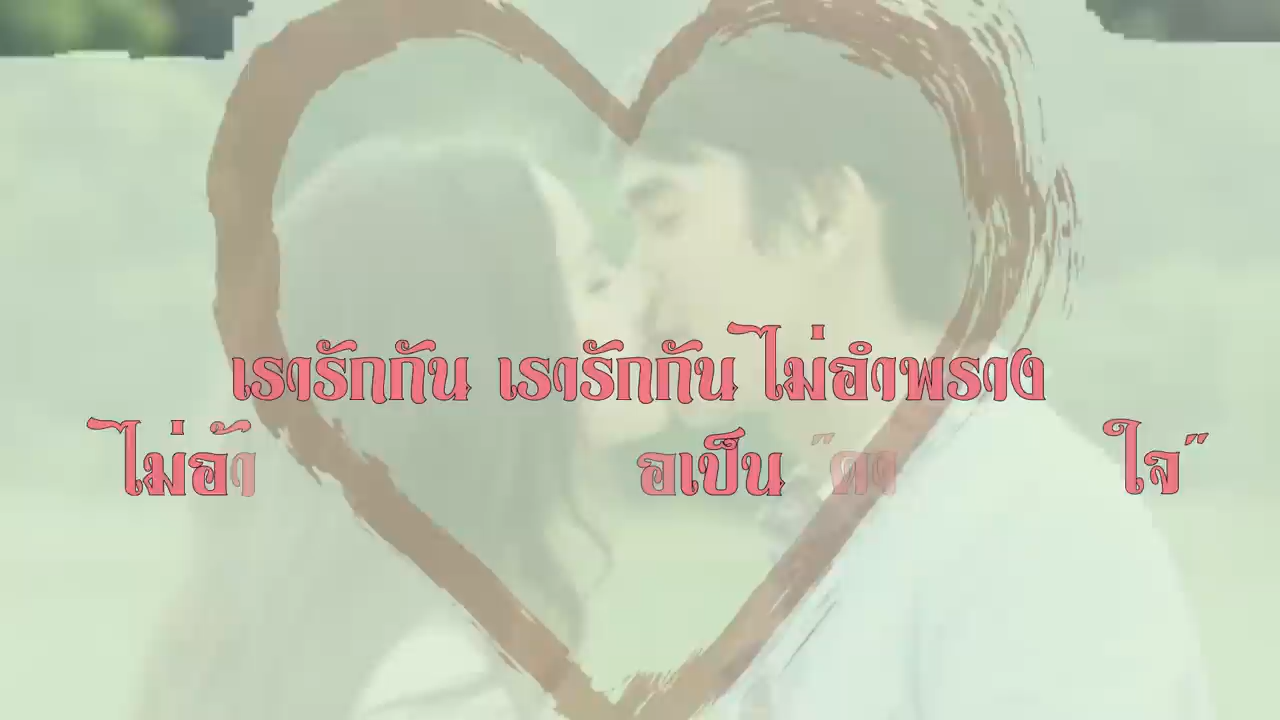 เรารักกัน เรารักกัน ไม่อำพราง
ไม่อ้า อเป็น ใจ"